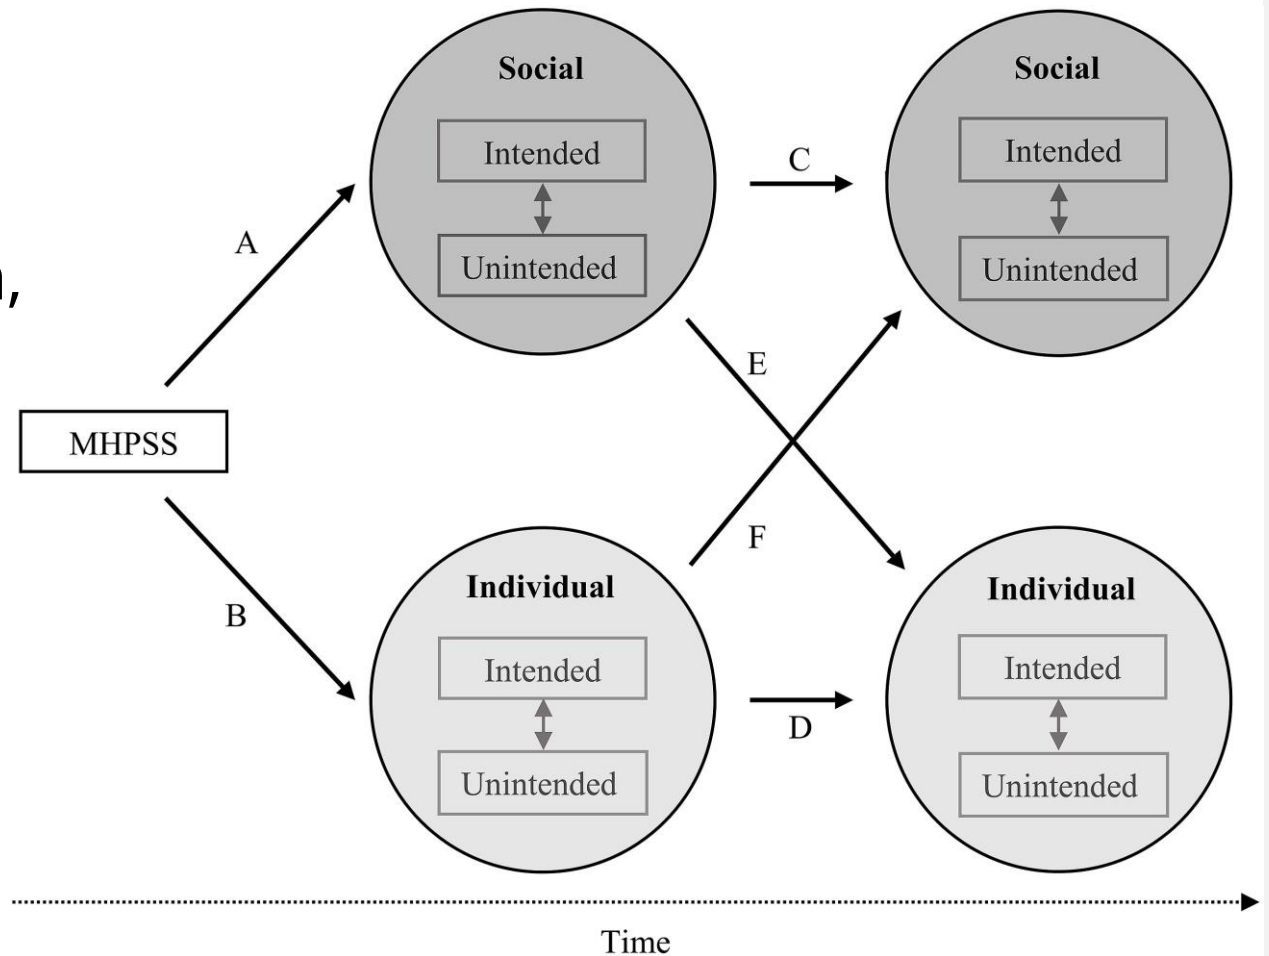 Social
Intended
Unintended
Social
Intended
Unintended
A
C
E
MHPSS
F
B
Individual
Intended
Unintended
D
Individual
Intended
Unintended
Time